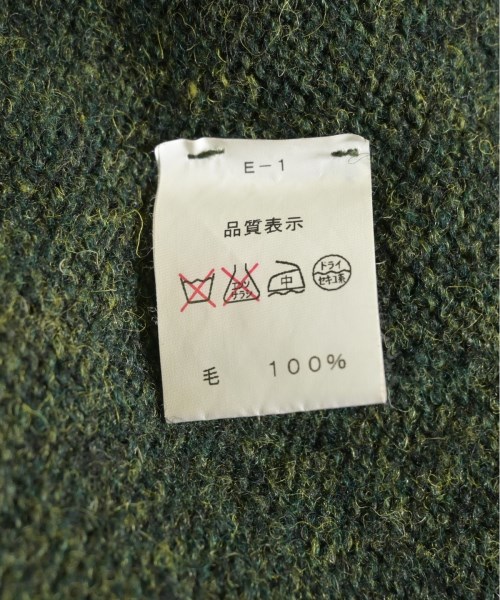 E-1
品質表示
エンソ
チラシ
中
ドライ
セキユ系
毛 100%